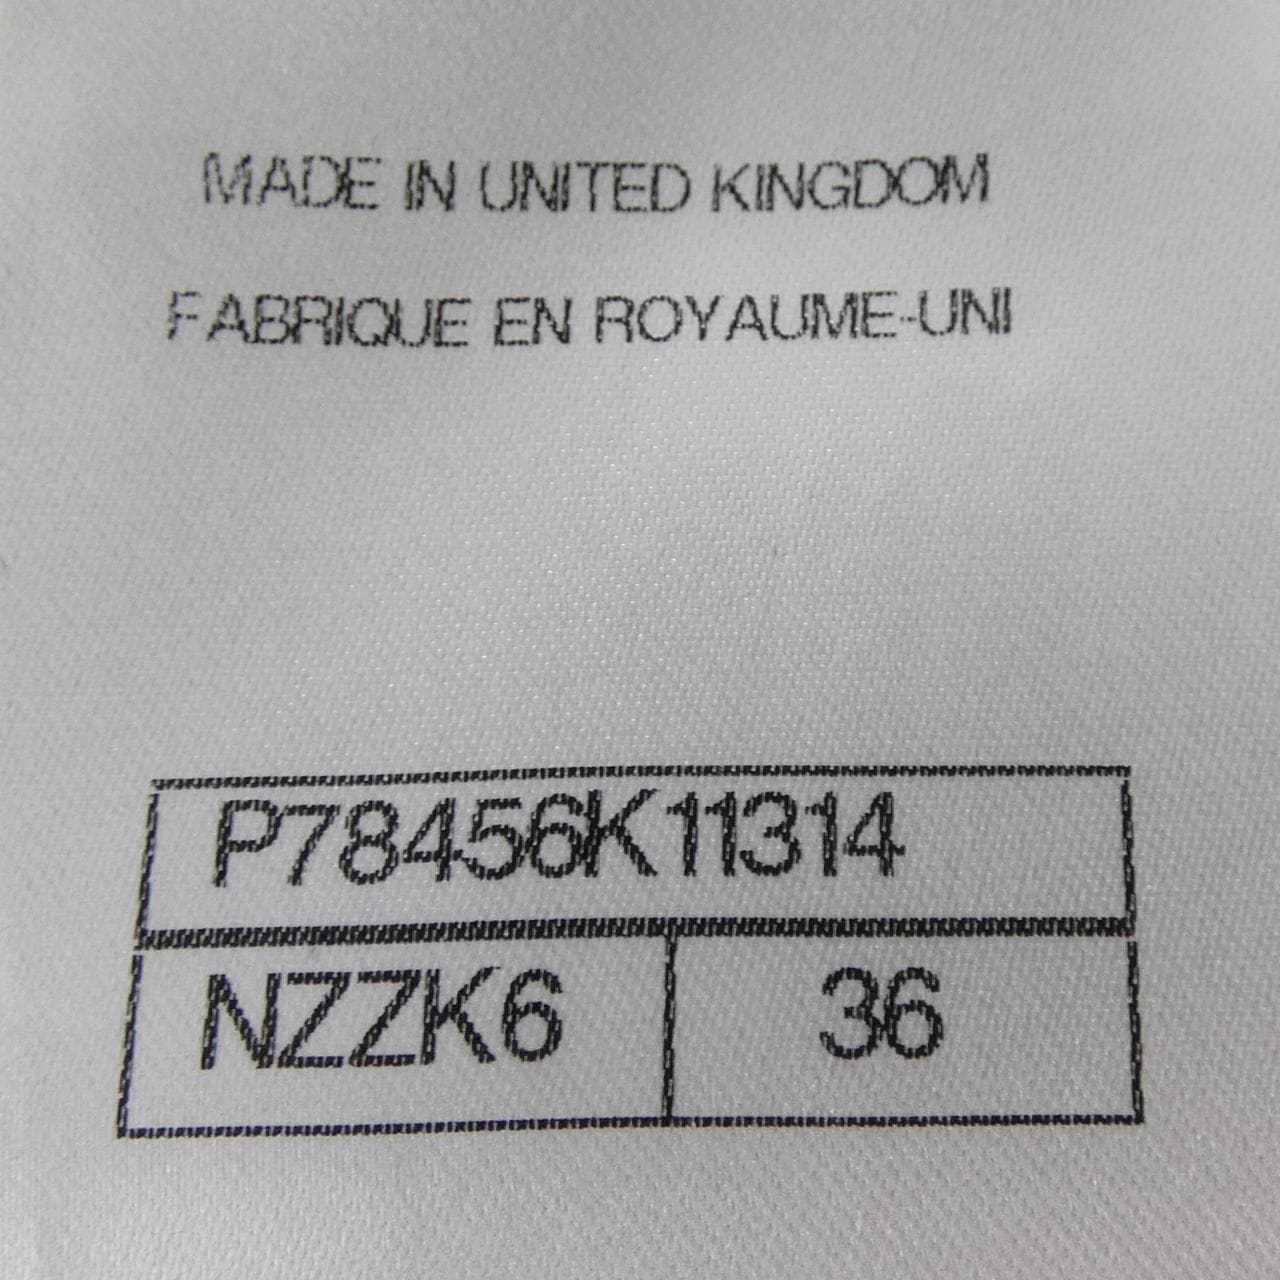 MADE IN UNITED KINGDOM
FABRIQUE EN ROYAUME-UNI
P78456K11314
NZZK6 36